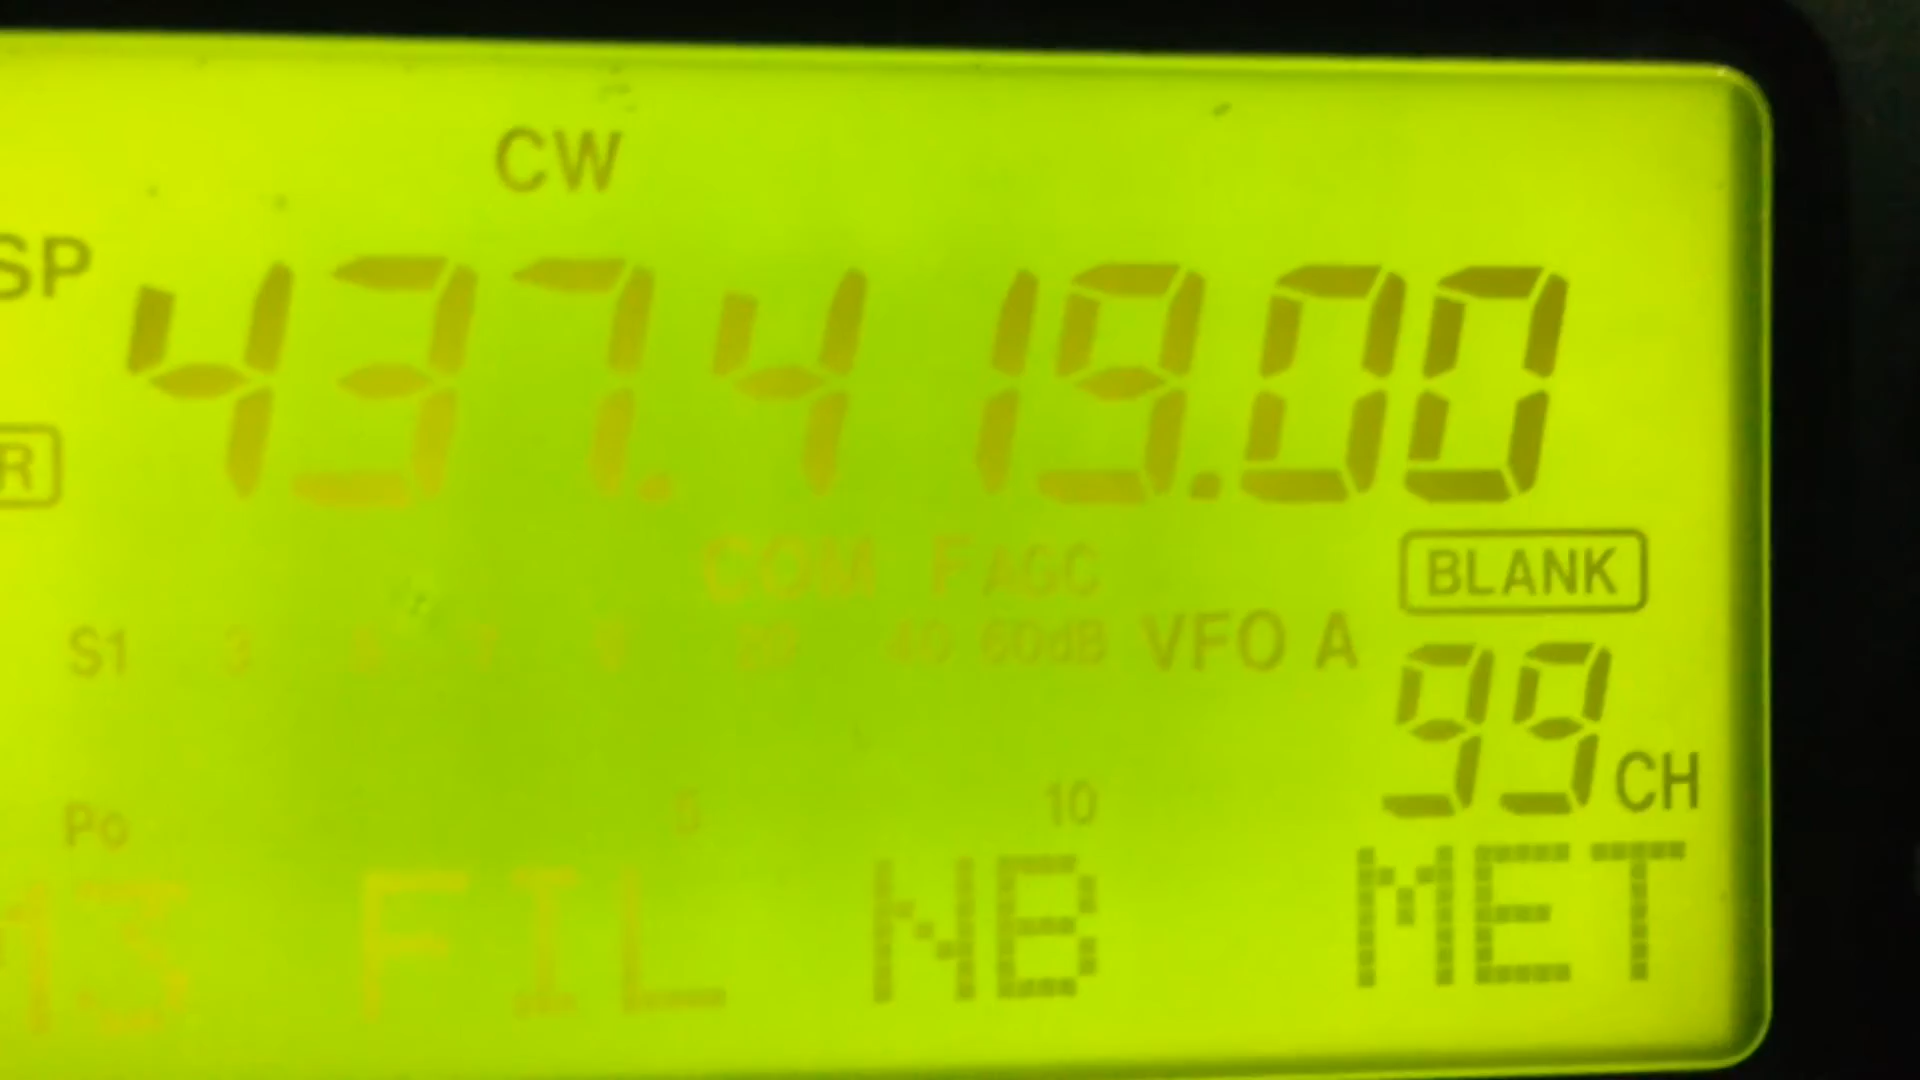 CW
SP 437.419.00
R
COM F AGC BLANK
S1 3 5 7 9 20 40 60dB VFO A
99 CH
Po 5 10
M3 FIL NB MET